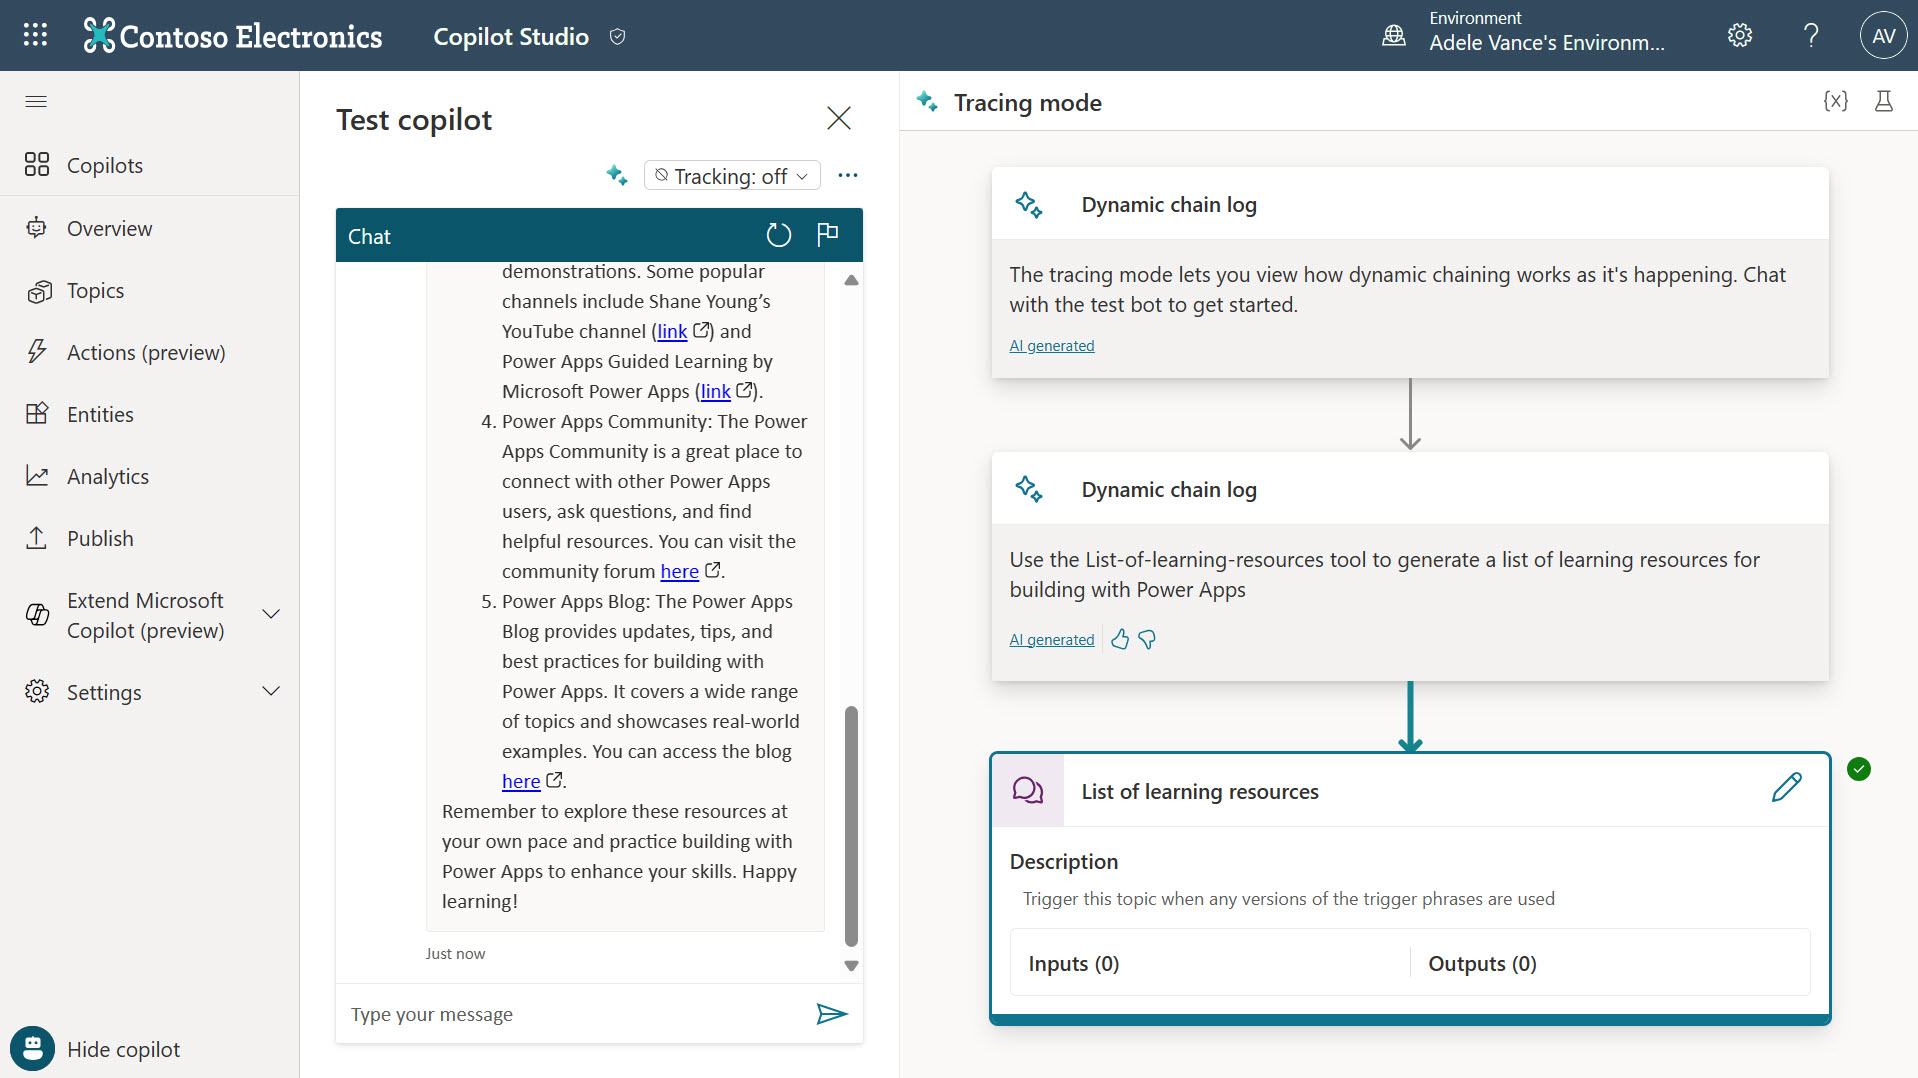 Contoso Electronics
Copilot Studio
Environment
Adele Vance's Environm...
AV
Copilots
Overview
Topics
Actions (preview)
Entities
Analytics
Publish
Extend Microsoft
Copilot (preview)
Settings
Hide copilot
Test copilot
Tracking: off
Chat
demonstrations. Some popular
channels include Shane Young’s
YouTube channel (link) and
Power Apps Guided Learning by
Microsoft Power Apps (link).
4. Power Apps Community: The Power
Apps Community is a great place to
connect with other Power Apps
users, ask questions, and find
helpful resources. You can visit the
community forum here.
5. Power Apps Blog: The Power Apps
Blog provides updates, tips, and
best practices for building with
Power Apps. It covers a wide range
of topics and showcases real-world
examples. You can access the blog
here.
Remember to explore these resources at
your own pace and practice building with
Power Apps to enhance your skills. Happy
learning!
Just now
Type your message
Tracing mode
{x}
Dynamic chain log
The tracing mode lets you view how dynamic chaining works as it's happening. Chat
with the test bot to get started.
AI generated
Dynamic chain log
Use the List-of-learning-resources tool to generate a list of learning resources for
building with Power Apps
AI generated
List of learning resources
Description
Trigger this topic when any versions of the trigger phrases are used
Inputs (0)
Outputs (0)